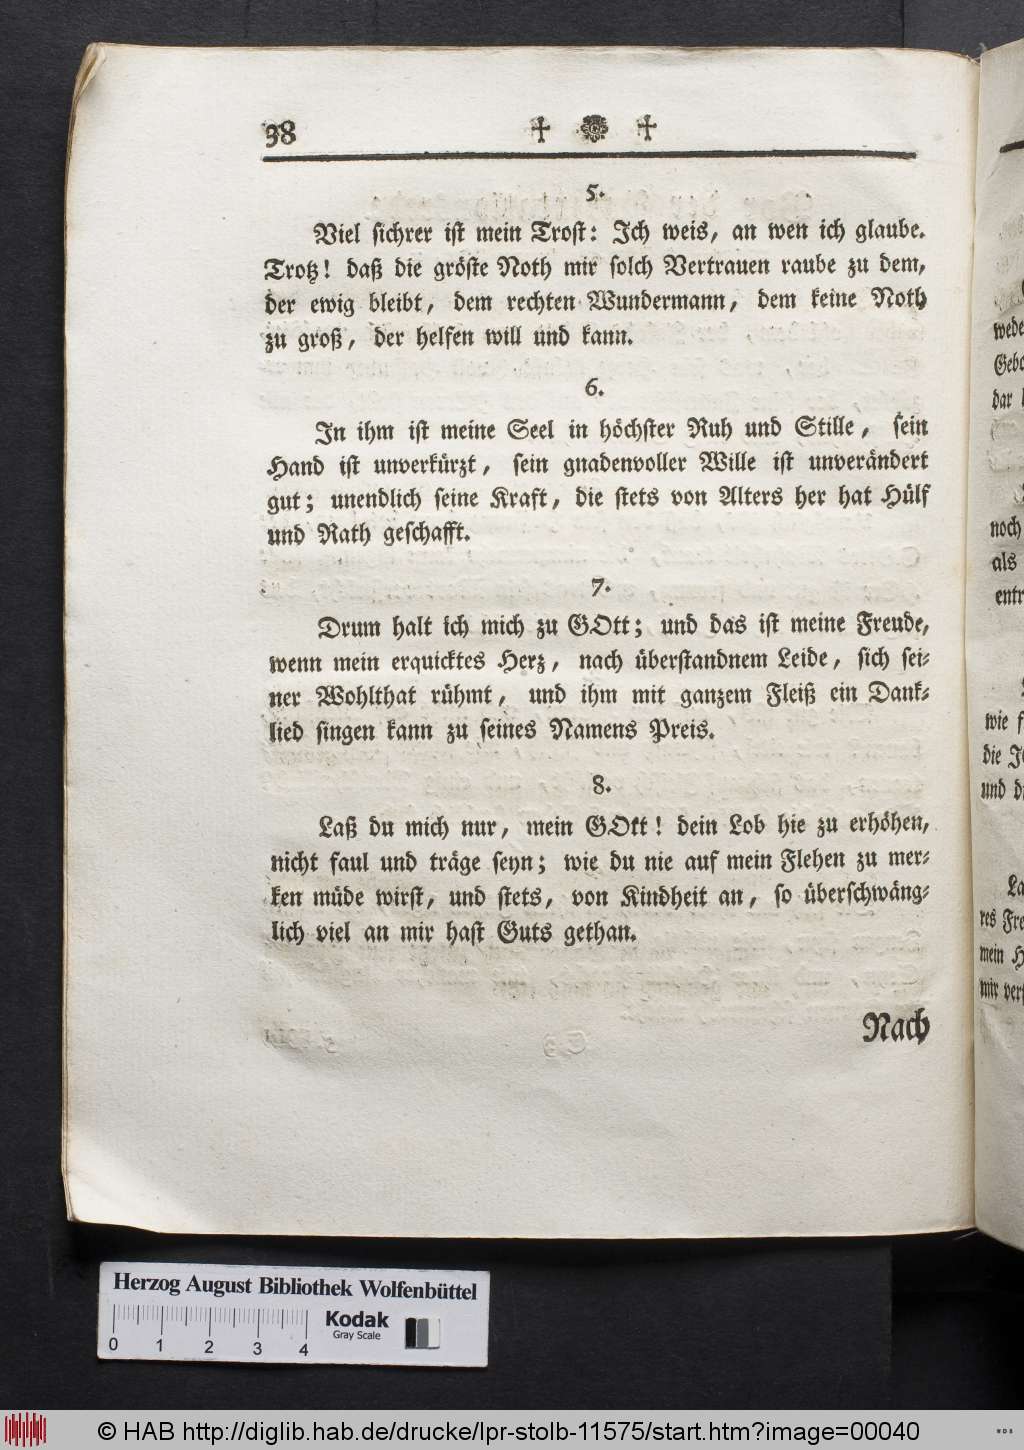 38
5.
Viel sichrer ist mein Trost: Ich weis, an wen ich glaube.
Trotz! daß die gröste Noth mir solch Vertrauen raube zu dem,
der ewig bleibt, dem rechten Wundermann, dem keine Noth
zu groß, der helfen will und kann.
6.
In ihm ist meine Seel in höchster Ruh und Stille, sein
Hand ist unverkürzt, sein gnadenvoller Wille ist unverändert
gut; unendlich seine Kraft, die stets von Alters her hat Hülf
und Rath geschafft.
7.
Drum halt ich mich zu GOtt; und das ist meine Freude,
wenn mein erquicktes Herz, nach überstandnem Leide, sich sei-
ner Wohlthat rühmt, und ihm mit ganzem Fleiß ein Dank-
lied singen kann zu seines Namens Preis.
8.
Laß du mich nur, mein GOtt! dein Lob hie zu erhöhen,
nicht faul und träge seyn; wie du nie auf mein Flehen zu mer-
ken müde wirst, und stets, von Kindheit an, so überschwäng-
lich viel an mir hast Guts gethan.
Nach
noch
als
wie
die
und
mein
mir
Herzog August Bibliothek Wolfenbüttel
0 1 2 3 4
Kodak
Gray Scale
© HAB http://diglib.hab.de/drucke/lpr-stolb-11575/start.htm?image=00040